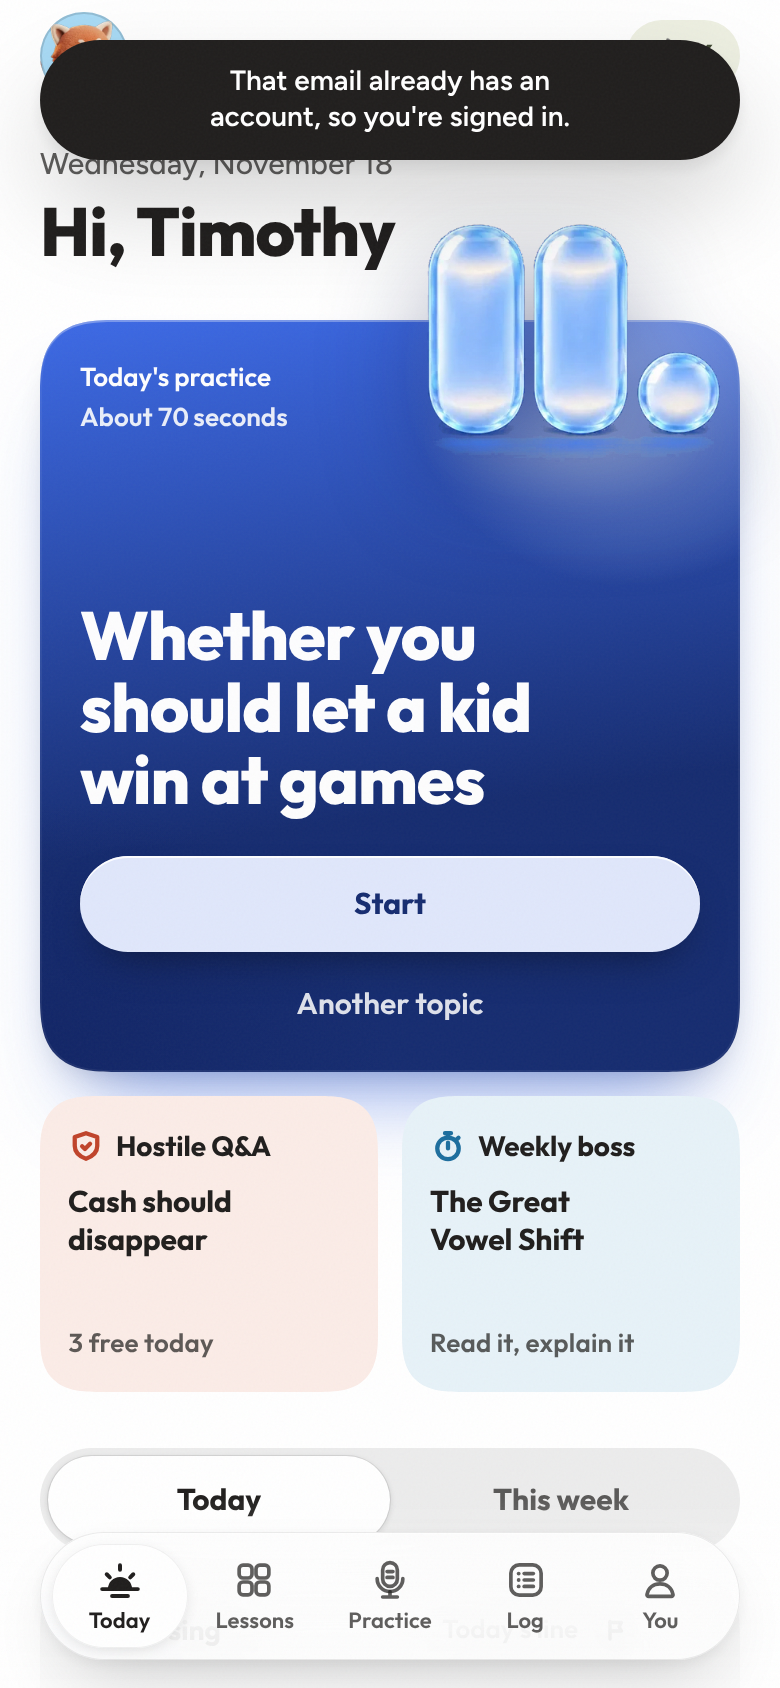 That email already has an
account, so you're signed in.
Wednesday, November 18
Hi, Timothy
Today's practice
About 70 seconds
Whether you
should let a kid
win at games
Start
Another topic
Hostile Q&A
Cash should
disappear
3 free today
Weekly boss
The Great
Vowel Shift
Read it, explain it
Today
This week
Today
Lessons
Practice
Log
You